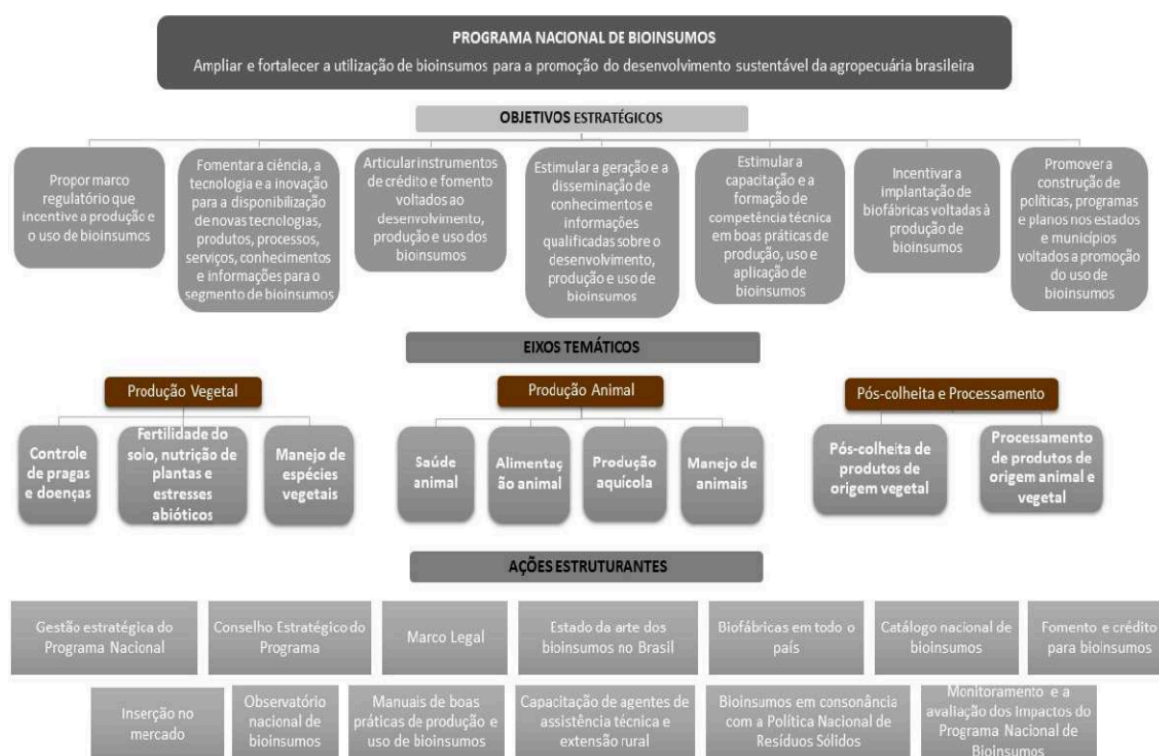 PROGRAMA NACIONAL DE BIOINSUMOS
Ampliar e fortalecer a utilização de bioinsumos para a promoção do desenvolvimento sustentável da agropecuária brasileira
OBJETIVOS ESTRATÉGICOS
Propor marco
regulatório que
incentive a produção e
o uso de bioinsumos
Fomentar a ciência, a
tecnologia e a inovação
para a disponibilização
de novas tecnologias,
produtos, processos,
serviços, conhecimentos
e informações para o
segmento de bioinsumos
Articular instrumentos
de crédito e fomento
voltados ao
desenvolvimento,
produção e uso dos
bioinsumos
Estimular a geração e a
disseminação de
conhecimentos e
informações
qualificadas sobre o
desenvolvimento,
produção e uso de
bioinsumos
Estimular a
capacitação e a
formação de
competência técnica
em boas práticas de
produção, uso e
aplicação de
bioinsumos
Incentivar a
implantação de
biofábricas voltadas à
produção de
bioinsumos
Promover a
construção de
políticas, programas
e planos nos estados
e municípios
voltados a promoção
do uso de
bioinsumos
EIXOS TEMÁTICOS
Produção Vegetal
Controle
de pragas
e doenças
Fertilidade do
solo, nutrição de
plantas e
estresses
abióticos
Manejo de
espécies
vegetais
Produção Animal
Saúde
animal
Alimentaç
ão animal
Produção
aquícola
Manejo de
animais
Pós-colheita e Processamento
Pós-colheita de
produtos de
origem vegetal
Processamento
de produtos de
origem animal e
vegetal
AÇÕES ESTRUTURANTES
Gestão estratégica do
Programa Nacional
Conselho Estratégico do
Programa
Marco Legal
Estado da arte dos
bioinsumos no Brasil
Biofábricas em todo o
país
Catálogo nacional de
bioinsumos
Fomento e crédito
para bioinsumos
Inserção no
mercado
Observatório
nacional de
bioinsumos
Manuais de boas
práticas de produção e
uso de bioinsumos
Capacitação de agentes de
assistência técnica e
extensão rural
Bioinsumos em consonância
com a Política Nacional de
Resíduos Sólidos
Monitoramento e a
avaliação dos impactos do
Programa Nacional de
Bioinsumos